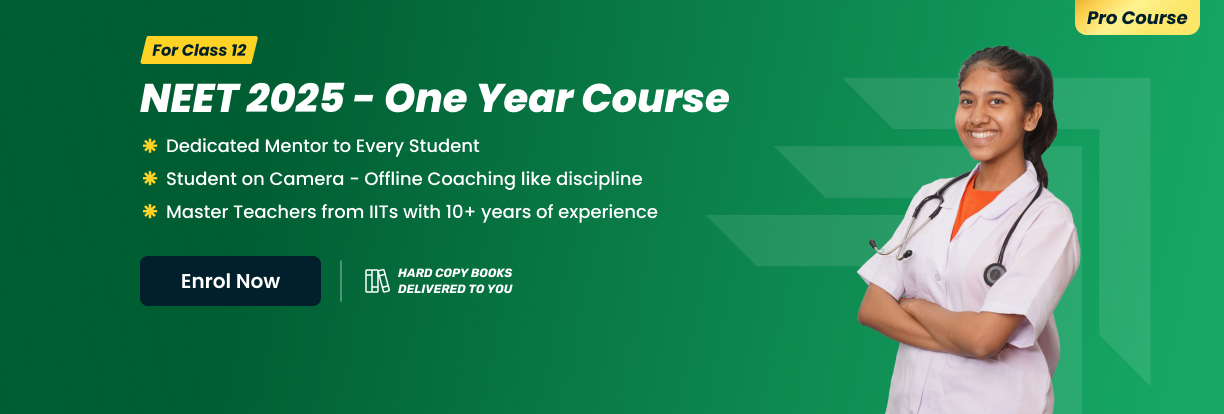 Pro Course
For Class 12
NEET 2025 - One Year Course
Dedicated Mentor to Every Student
Student on Camera - Offline Coaching like discipline
Master Teachers from IITs with 10+ years of experience
Enrol Now
HARD COPY BOOKS
DELIVERED TO YOU